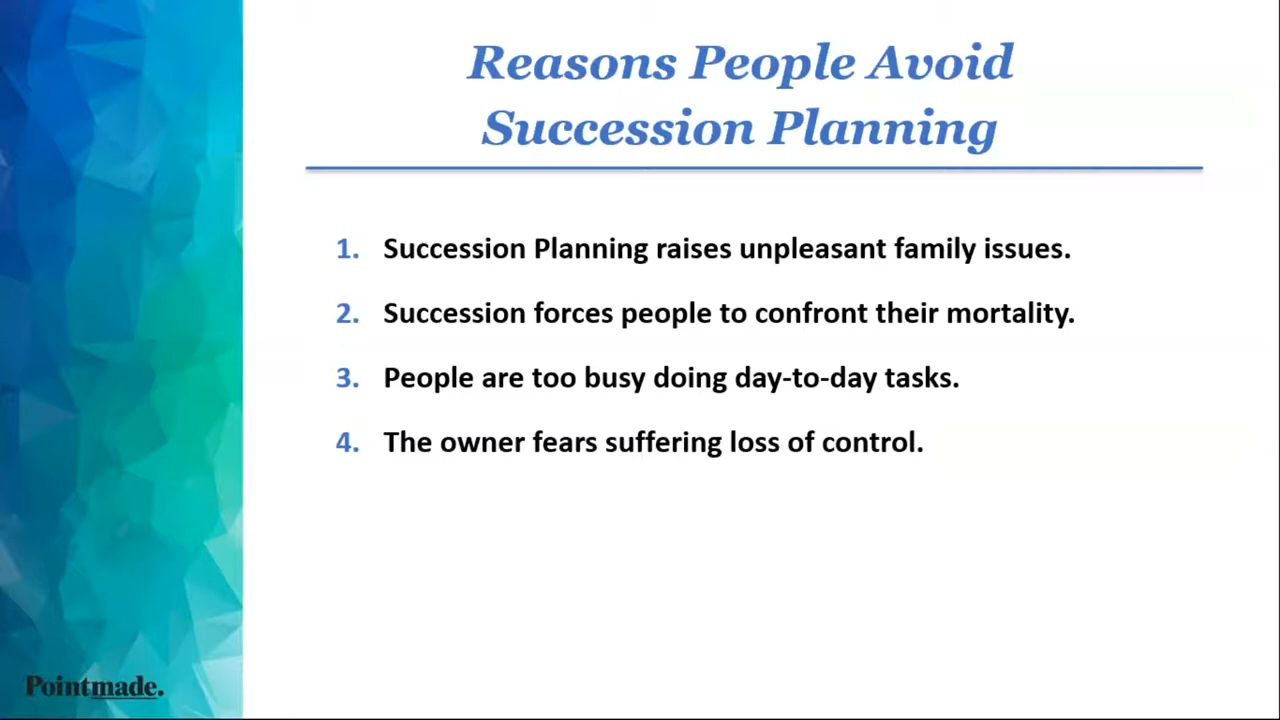 Reasons People Avoid
Succession Planning
1. Succession Planning raises unpleasant family issues.
2. Succession forces people to confront their mortality.
3. People are too busy doing day-to-day tasks.
4. The owner fears suffering loss of control.
Pointmade.